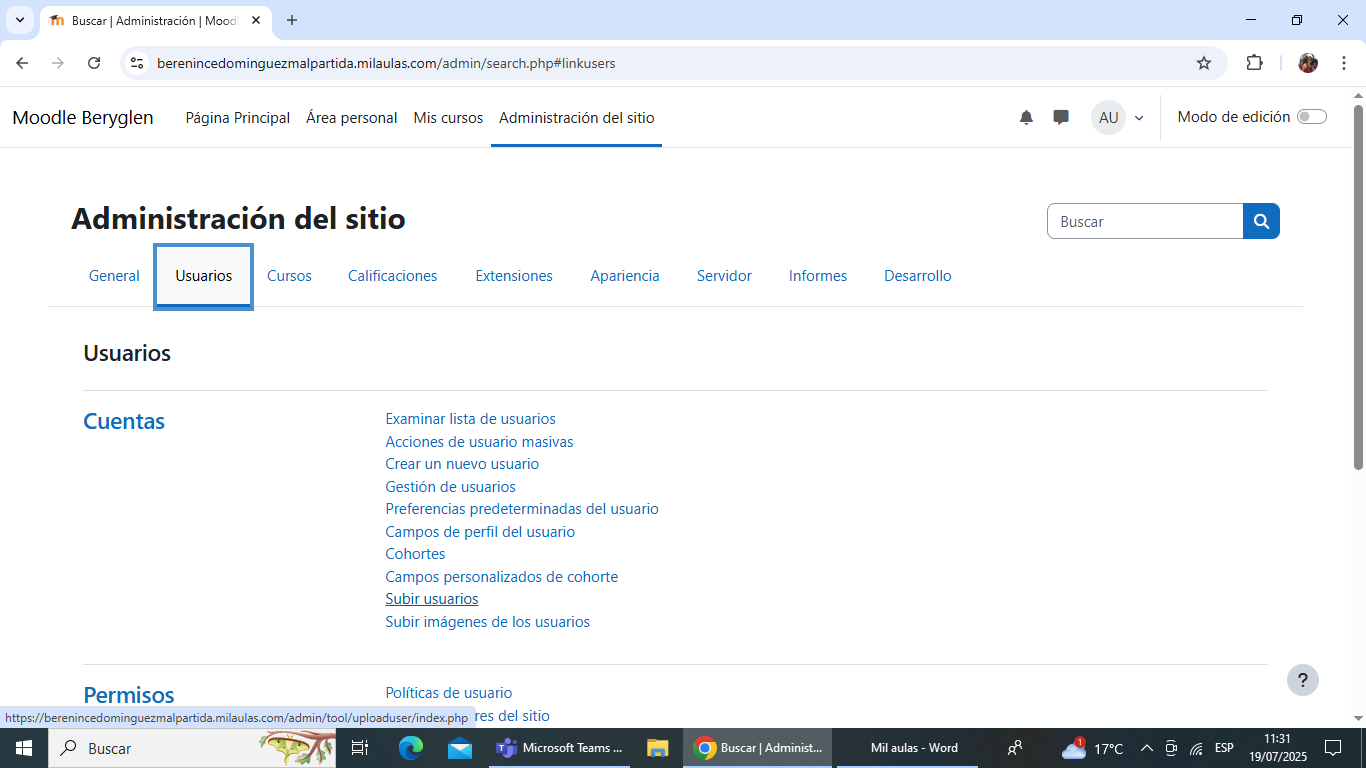 Buscar | Administración | Mood
berenincedominguezmalpartida.milaulas.com/admin/search.php#linkusers
Moodle Beryglen Página Principal Área personal Mis cursos Administración del sitio AU Modo de edición
Administración del sitio
Buscar
General Usuarios Cursos Calificaciones Extensiones Apariencia Servidor Informes Desarrollo
Usuarios
Cuentas
Examinar lista de usuarios
Acciones de usuario masivas
Crear un nuevo usuario
Gestión de usuarios
Preferencias predeterminadas del usuario
Campos de perfil del usuario
Cohortes
Campos personalizados de cohorte
Subir usuarios
Subir imágenes de los usuarios
?
Permisos
Políticas de usuario
res del sitio
https://berenincedominguezmalpartida.milaulas.com/admin/tool/uploaduser/index.php
Buscar Microsoft Teams ... Buscar | Administ... Mil aulas - Word 1 17°C ESP 11:31
19/07/2025